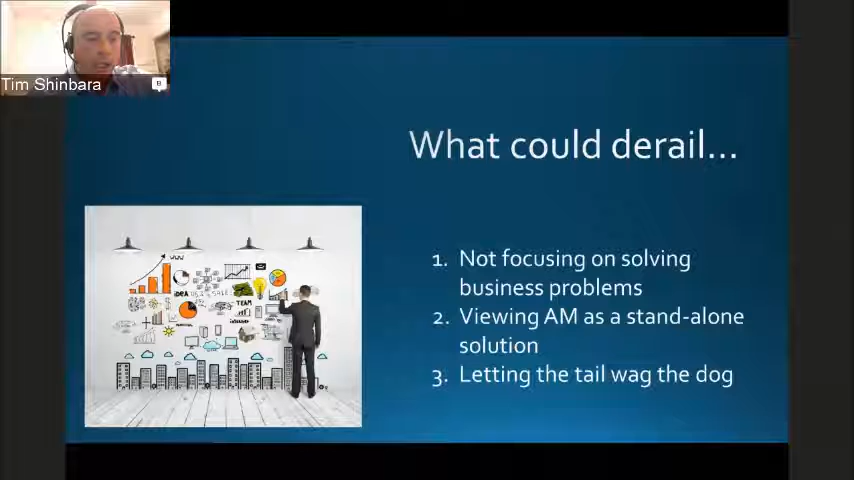 Tim Shinbara
What could derail...
1. Not focusing on solving
business problems
2. Viewing AM as a stand-alone
solution
3. Letting the tail wag the dog
IDEA
TEAM